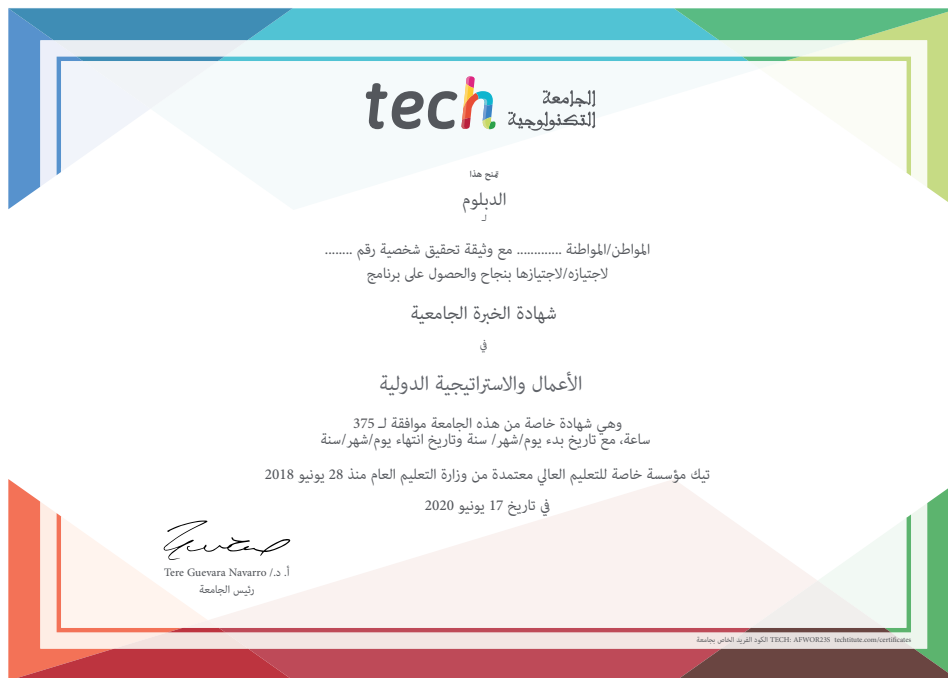 tech الجامعة
التكنولوجية
يمنح هذا
الدبلوم
لـ
المواطن/المواطنة ............. مع وثيقة تحقيق شخصية رقم ........
لاجتيازه/لاجتيازها بنجاح والحصول على برنامج
شهادة الخبرة الجامعية
في
الأعمال والاستراتيجية الدولية
وهي شهادة خاصة من هذه الجامعة موافقة لـ 375
ساعة، مع تاريخ بدء يوم/شهر/ سنة وتاريخ انتهاء يوم/شهر/سنة
تيك مؤسسة خاصة للتعليم العالي معتمدة من وزارة التعليم العام منذ 28 يونيو 2018
في تاريخ 17 يونيو 2020
أ. د./ Tere Guevara Navarro
رئيس الجامعة
الكود الفريد الخاص بجامعة TECH: AFWOR23S techtitute.com/certificates